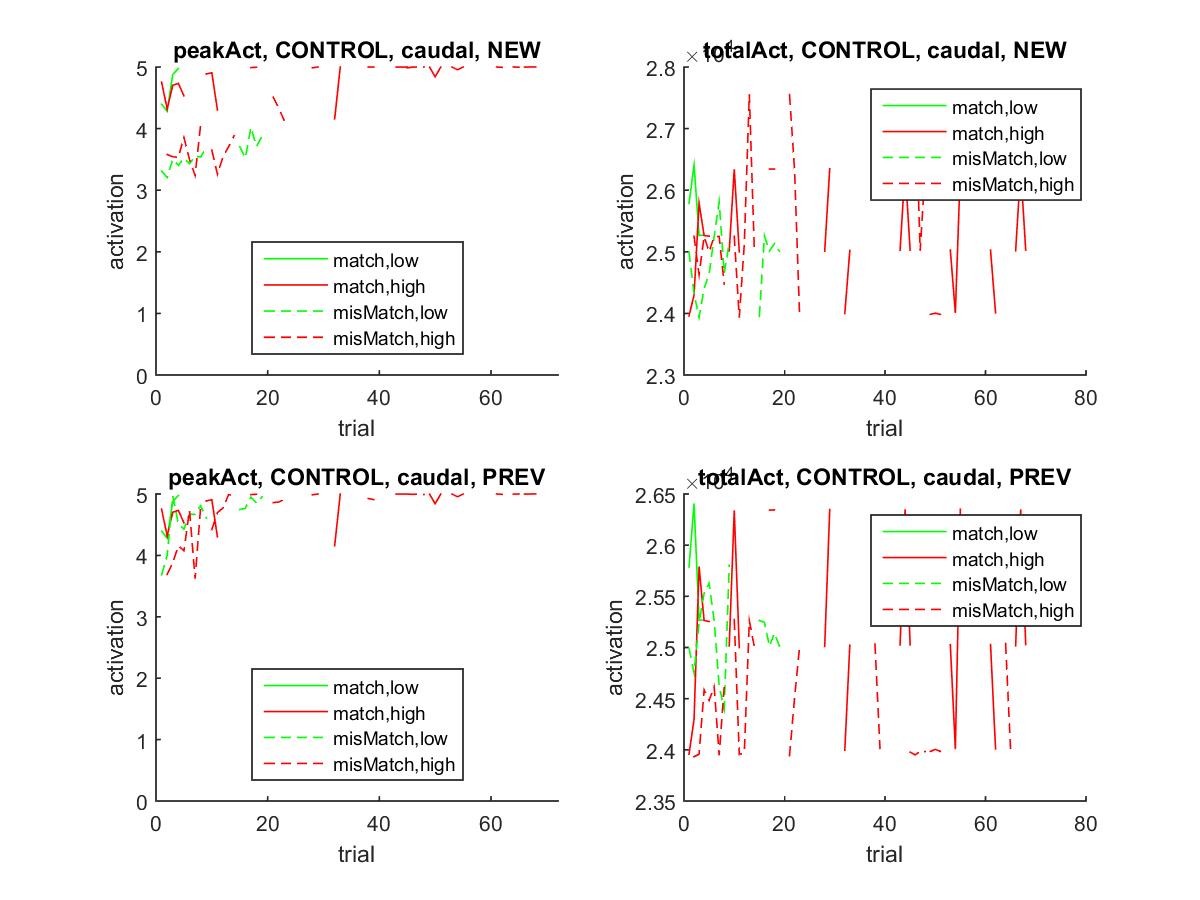 peakAct, CONTROL, caudal, NEW
5
4
3
2
1
0
activation
0 20 40 60
trial
match,low
match,high
misMatch,low
misMatch,high
totalAct, CONTROL, caudal, NEW
2.8
2.7
2.6
2.5
2.4
2.3
activation
0 20 40 60 80
trial
match,low
match,high
misMatch,low
misMatch,high
peakAct, CONTROL, caudal, PREV
5
4
3
2
1
0
activation
0 20 40 60
trial
match,low
match,high
misMatch,low
misMatch,high
totalAct, CONTROL, caudal, PREV
2.65
2.6
2.55
2.5
2.45
2.4
2.35
activation
0 20 40 60 80
trial
match,low
match,high
misMatch,low
misMatch,high